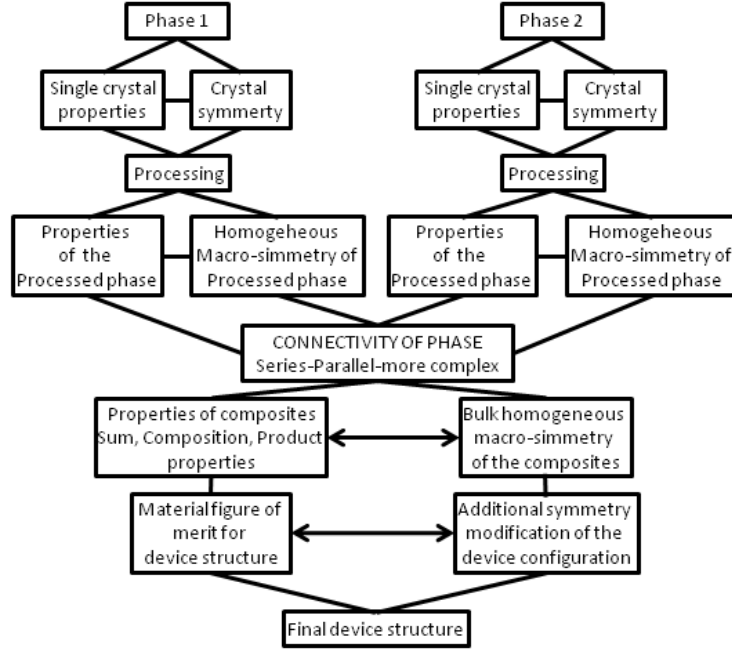 Phase 1
Phase 2
Single crystal
properties
Crystal
symmerty
Single crystal
properties
Crystal
symmerty
Processing
Processing
Properties
of the
Processed phase
Homogeheous
Macro-simmetry of
Processed phase
Properties
of the
Processed phase
Homogeheous
Macro-simmetry of
Processed phase
CONNECTIVITY OF PHASE
Series-Parallel-more complex
Properties of composites
Sum, Composition, Product
properties
Bulk homogneous
macro-simmetry
of the composites
Material figure of
merit for
device structure
Additional symmetry
modification of the
device configuration
Final device structure